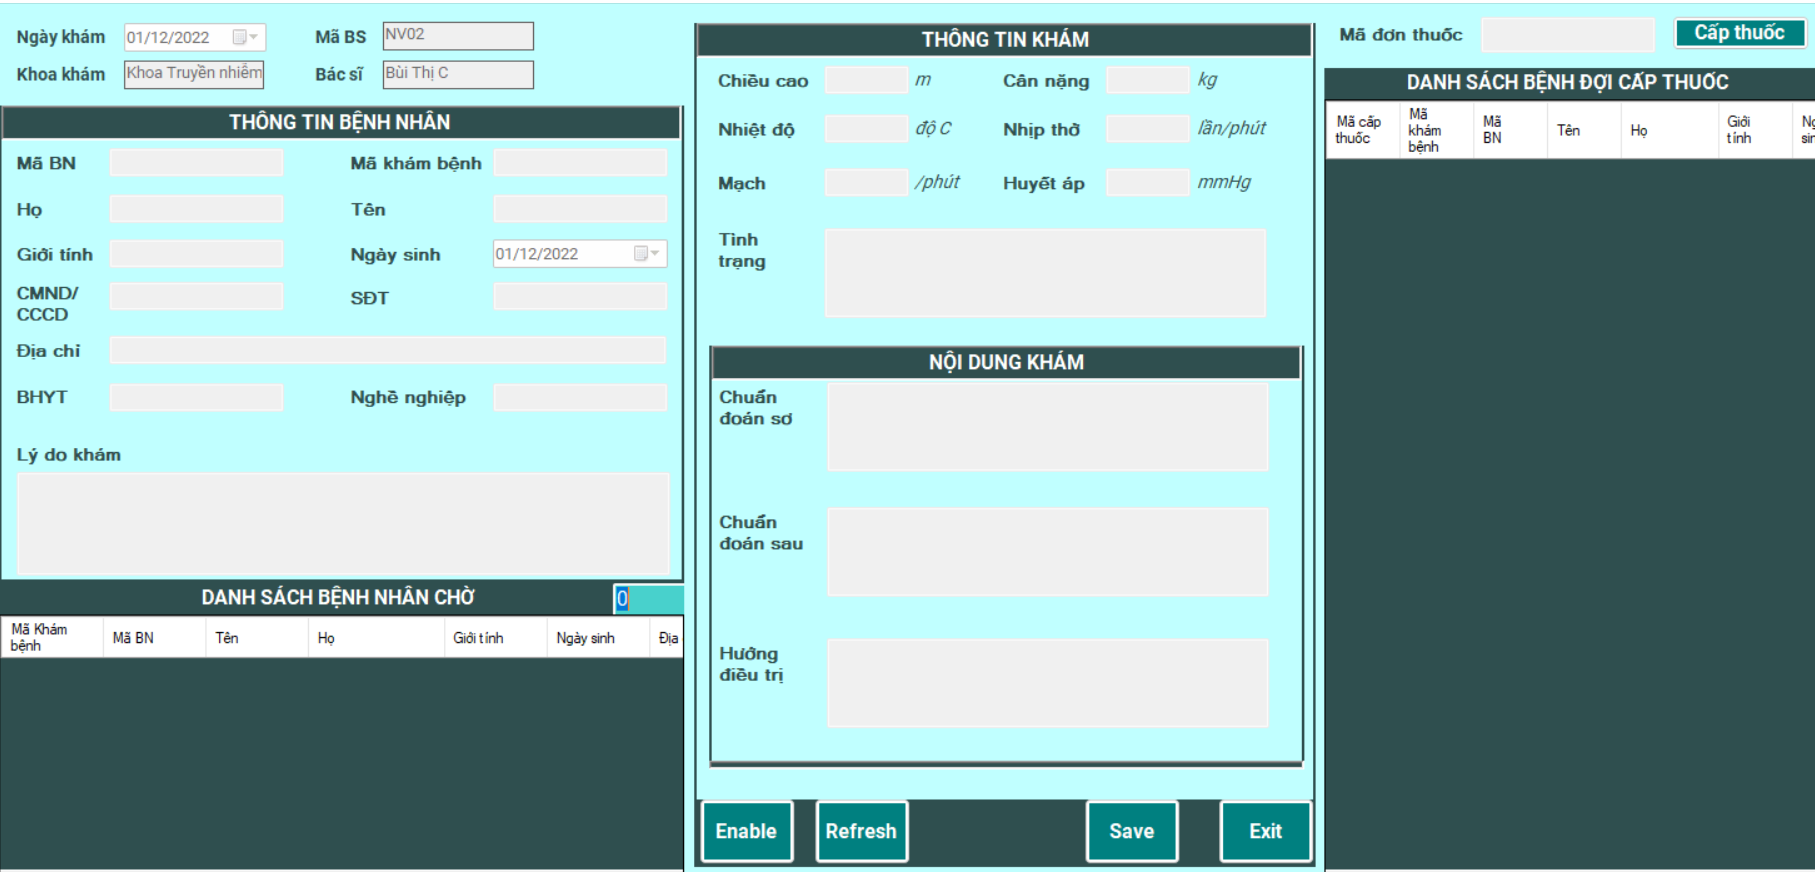 Ngày khám 01/12/2022 Mã BS NV02
Khoa khám Khoa Truyền nhiễm Bác sĩ Bùi Thị C
THÔNG TIN BỆNH NHÂN
Mã BN Mã khám bệnh
Họ Tên
Giới tính Ngày sinh 01/12/2022
CMND/
CCCD SĐT
Địa chỉ
BHYT Nghề nghiệp
Lý do khám
DANH SÁCH BỆNH NHÂN CHỜ 0
Mã Khám
bệnh Mã BN Tên Họ Giới tính Ngày sinh Địa
THÔNG TIN KHÁM
Chiều cao m Cân nặng kg
Nhiệt độ độ C Nhịp thở lần/phút
Mạch /phút Huyết áp mmHg
Tình
trạng
NỘI DUNG KHÁM
Chuẩn
đoán sơ
Chuẩn
đoán sau
Hướng
điều trị
Enable Refresh Save Exit
Mã đơn thuốc Cấp thuốc
DANH SÁCH BỆNH ĐỢI CẤP THUỐC
Mã cấp
thuốc Mã
khám
bệnh Mã
BN Tên Họ Giới
tính